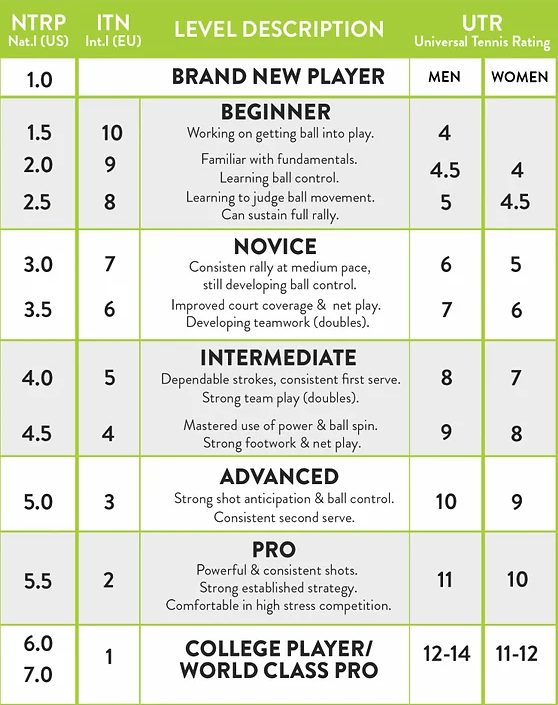 NTRP ITN LEVEL DESCRIPTION UTR
Nat.l (US) Int.l (EU) Universal Tennis Rating
1.0 BRAND NEW PLAYER MEN WOMEN
BEGINNER
1.5 10 Working on getting ball into play. 4
2.0 9 Familiar with fundamentals. 4.5 4
Learning ball control.
2.5 8 Learning to judge ball movement. 5 4.5
Can sustain full rally.
NOVICE
3.0 7 Consisten rally at medium pace, 6 5
still developing ball control.
3.5 6 Improved court coverage & net play. 7 6
Developing teamwork (doubles).
INTERMEDIATE
4.0 5 Dependable strokes, consistent first serve. 8 7
Strong team play (doubles).
4.5 4 Mastered use of power & ball spin. 9 8
Strong footwork & net play.
ADVANCED
5.0 3 Strong shot anticipation & ball control. 10 9
Consistent second serve.
PRO
Powerful & consistent shots.
5.5 2 Strong established strategy. 11 10
Comfortable in high stress competition.
6.0 1 COLLEGE PLAYER/ 12-14 11-12
7.0 WORLD CLASS PRO